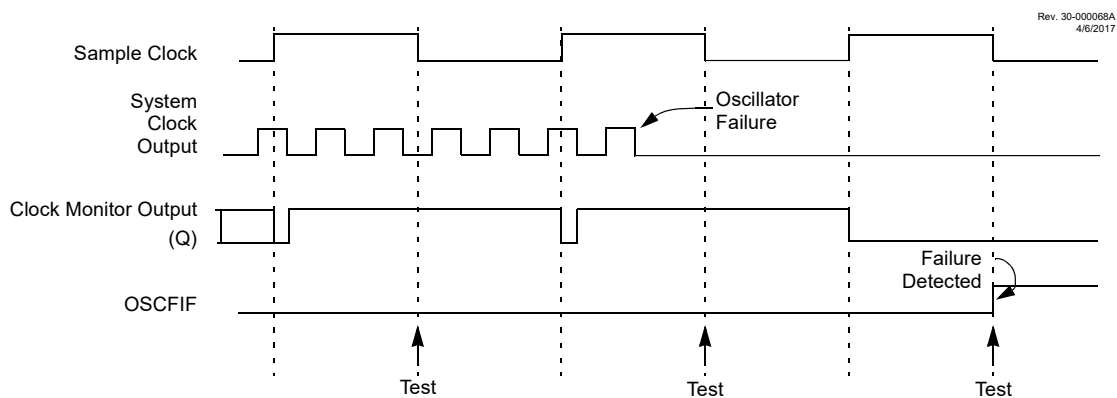 Rev. 30-000068A
4/6/2017
Sample Clock
System
Clock
Output
Oscillator
Failure
Clock Monitor Output
(Q)
Failure
Detected
OSCFIF
Test
Test
Test